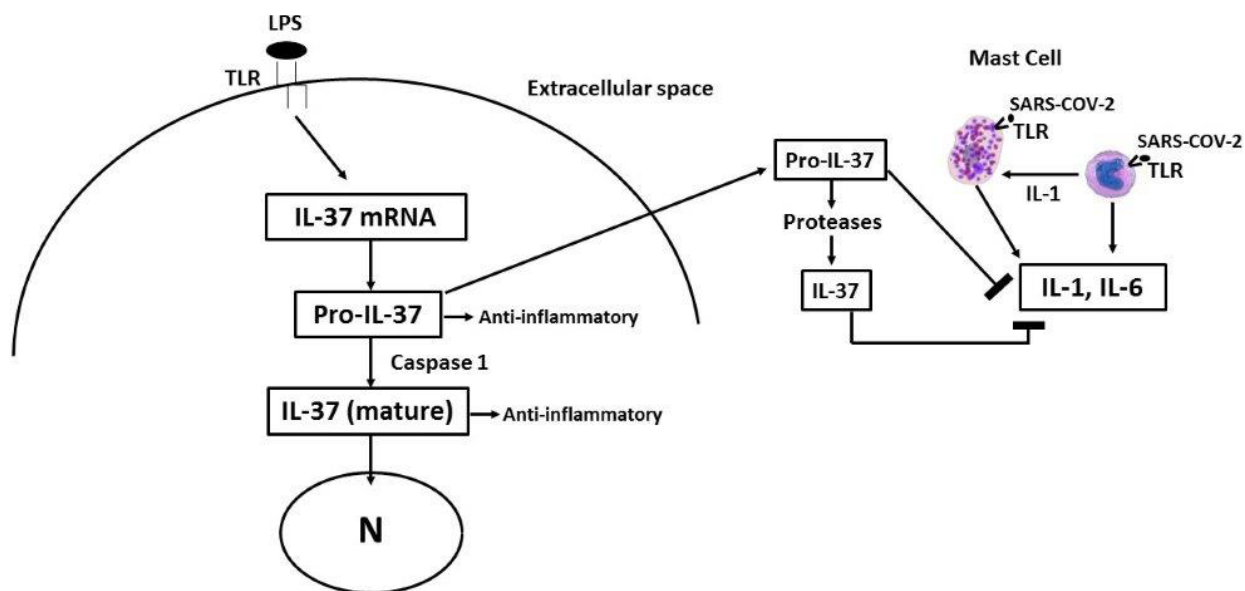 LPS
TLR
Extracellular space
IL-37 mRNA
Pro-IL-37
Anti-inflammatory
Caspase 1
IL-37 (mature)
Anti-inflammatory
N
Pro-IL-37
Proteases
IL-37
Mast Cell
SARS-COV-2
TLR
SARS-COV-2
TLR
IL-1
IL-1, IL-6